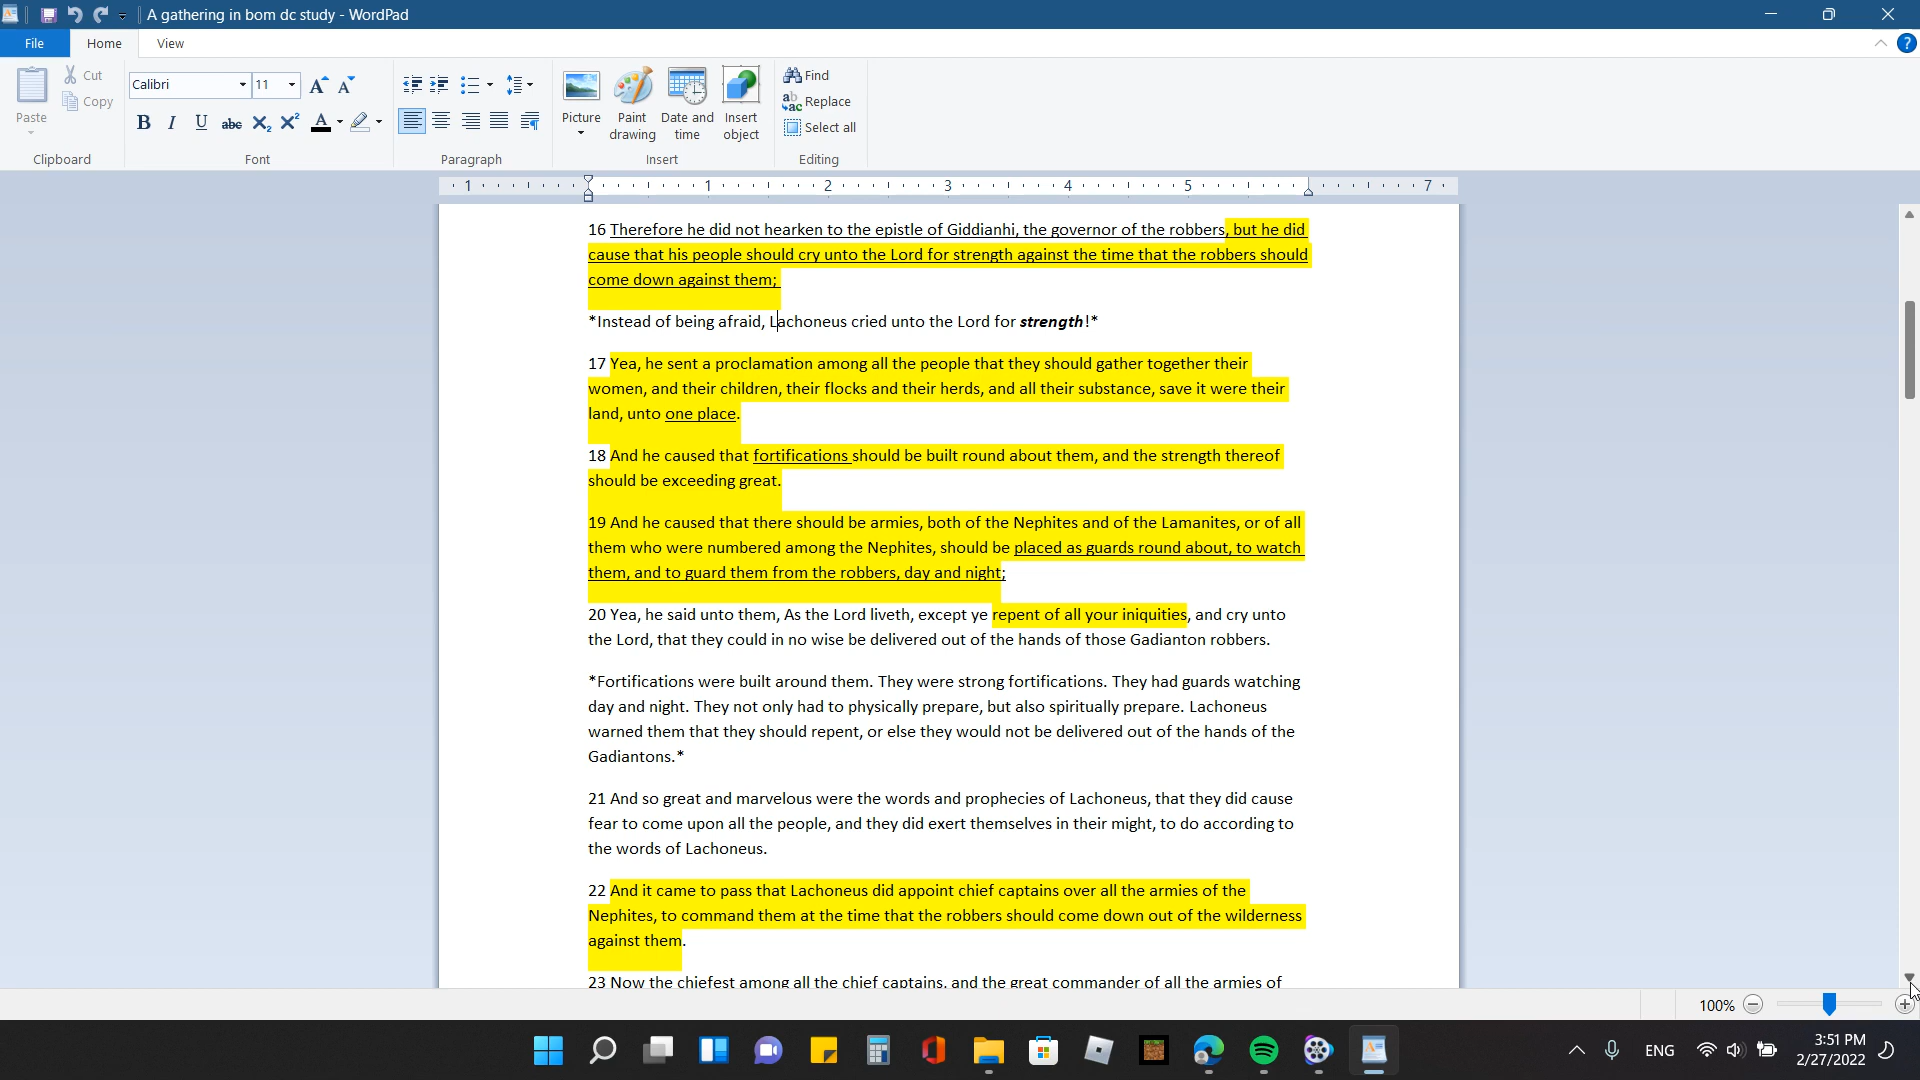 A gathering in bom dc study - WordPad
File Home View
Paste
Cut
Copy
Clipboard
Calibri 11
B I U abc X₂ X² A
Font
Paragraph
Picture
Paint drawing
Date and time
Insert object
Insert
Find
Replace
Select all
Editing
1 1 2 3 4 5 7
16 Therefore he did not hearken to the epistle of Giddianhi, the governor of the robbers, but he did
cause that his people should cry unto the Lord for strength against the time that the robbers should
come down against them;
*Instead of being afraid, Lachoneus cried unto the Lord for strength!*
17 Yea, he sent a proclamation among all the people that they should gather together their
women, and their children, their flocks and their herds, and all their substance, save it were their
land, unto one place.
18 And he caused that fortifications should be built round about them, and the strength thereof
should be exceeding great.
19 And he caused that there should be armies, both of the Nephites and of the Lamanites, or of all
them who were numbered among the Nephites, should be placed as guards round about, to watch
them, and to guard them from the robbers, day and night;
20 Yea, he said unto them, As the Lord liveth, except ye repent of all your iniquities, and cry unto
the Lord, that they could in no wise be delivered out of the hands of those Gadianton robbers.
*Fortifications were built around them. They were strong fortifications. They had guards watching
day and night. They not only had to physically prepare, but also spiritually prepare. Lachoneus
warned them that they should repent, or else they would not be delivered out of the hands of the
Gadiantons.*
21 And so great and marvelous were the words and prophecies of Lachoneus, that they did cause
fear to come upon all the people, and they did exert themselves in their might, to do according to
the words of Lachoneus.
22 And it came to pass that Lachoneus did appoint chief captains over all the armies of the
Nephites, to command them at the time that the robbers should come down out of the wilderness
against them.
23 Now the chiefest among all the chief captains, and the great commander of all the armies of
100%
ENG
3:51 PM
2/27/2022